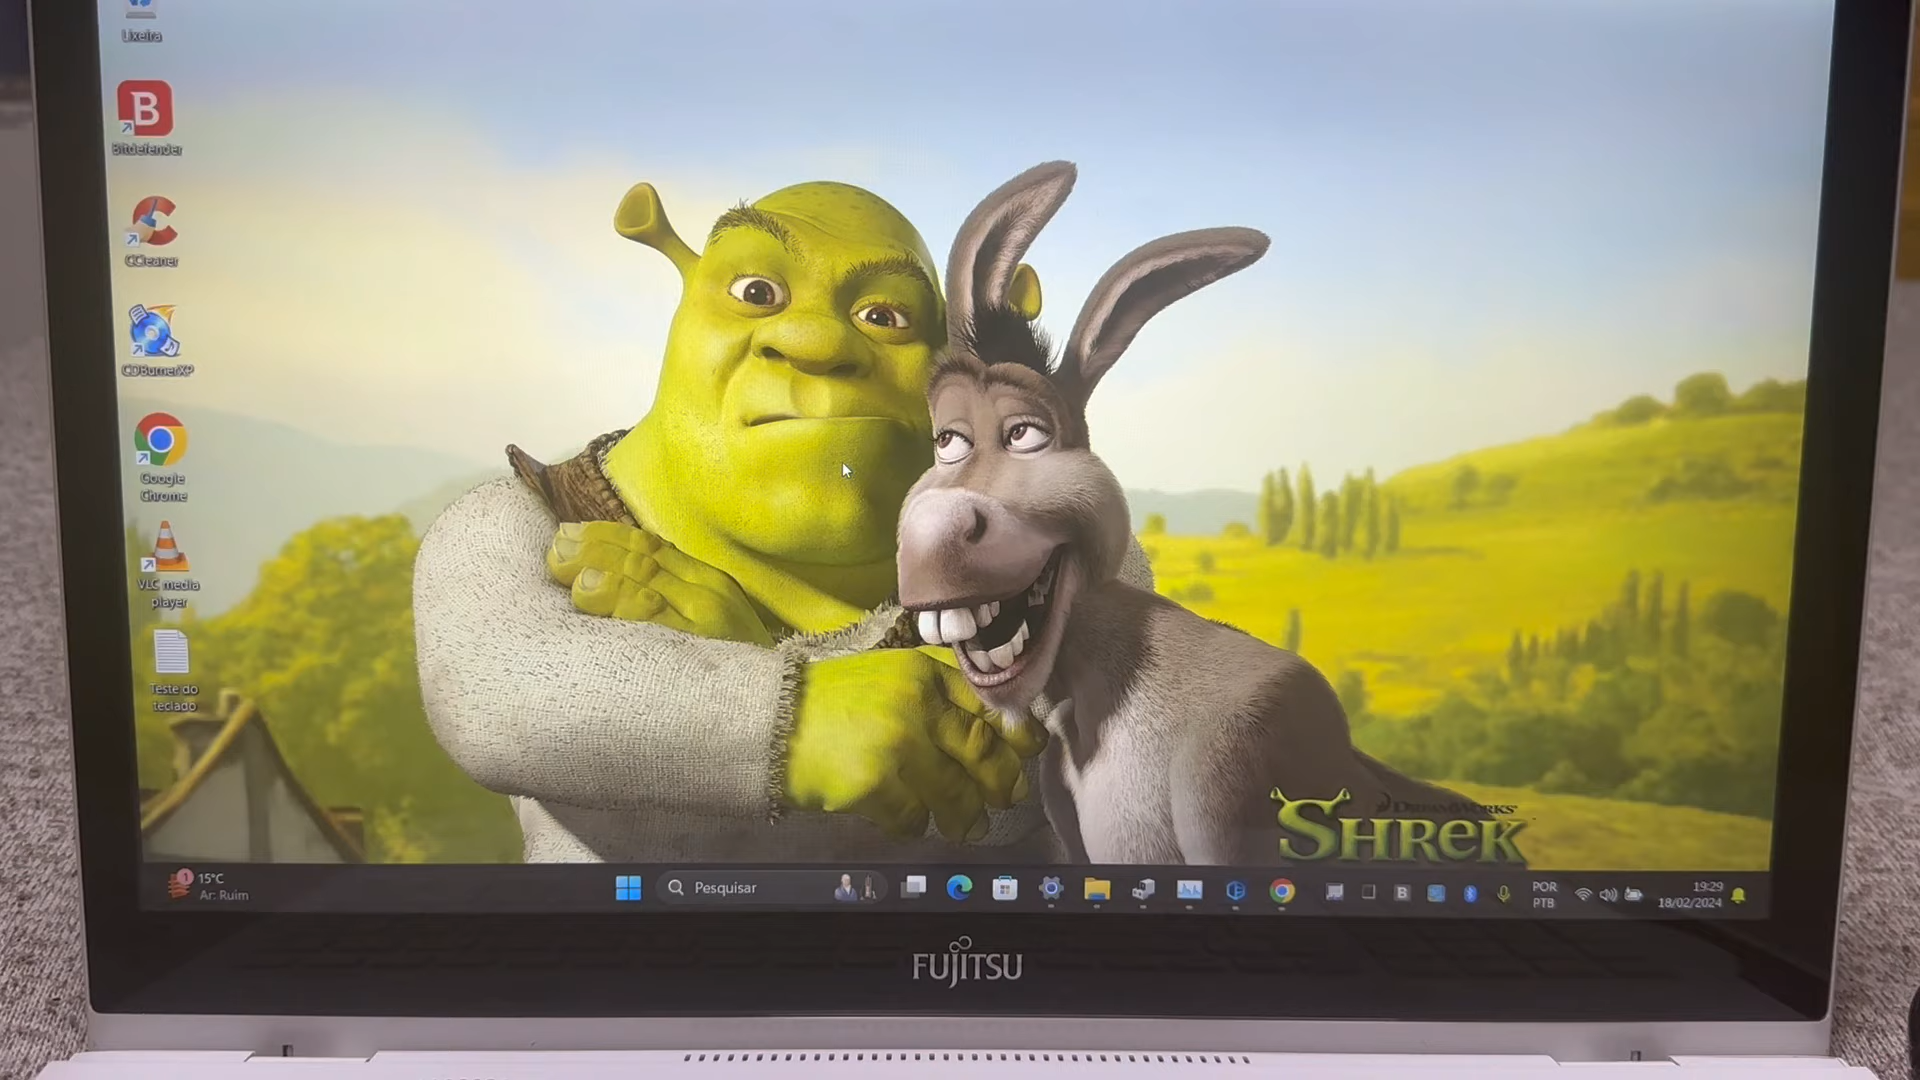 Lixeira
Bitdefender
CCleaner
CDBurnerXP
Google
Chrome
VLC media
player
Teste do
teclado
DREAMWORKS
SHREK
1
15°C
Ar: Ruim
Pesquisar
B
POR
PTB
19:29
18/02/2024
FUJITSU